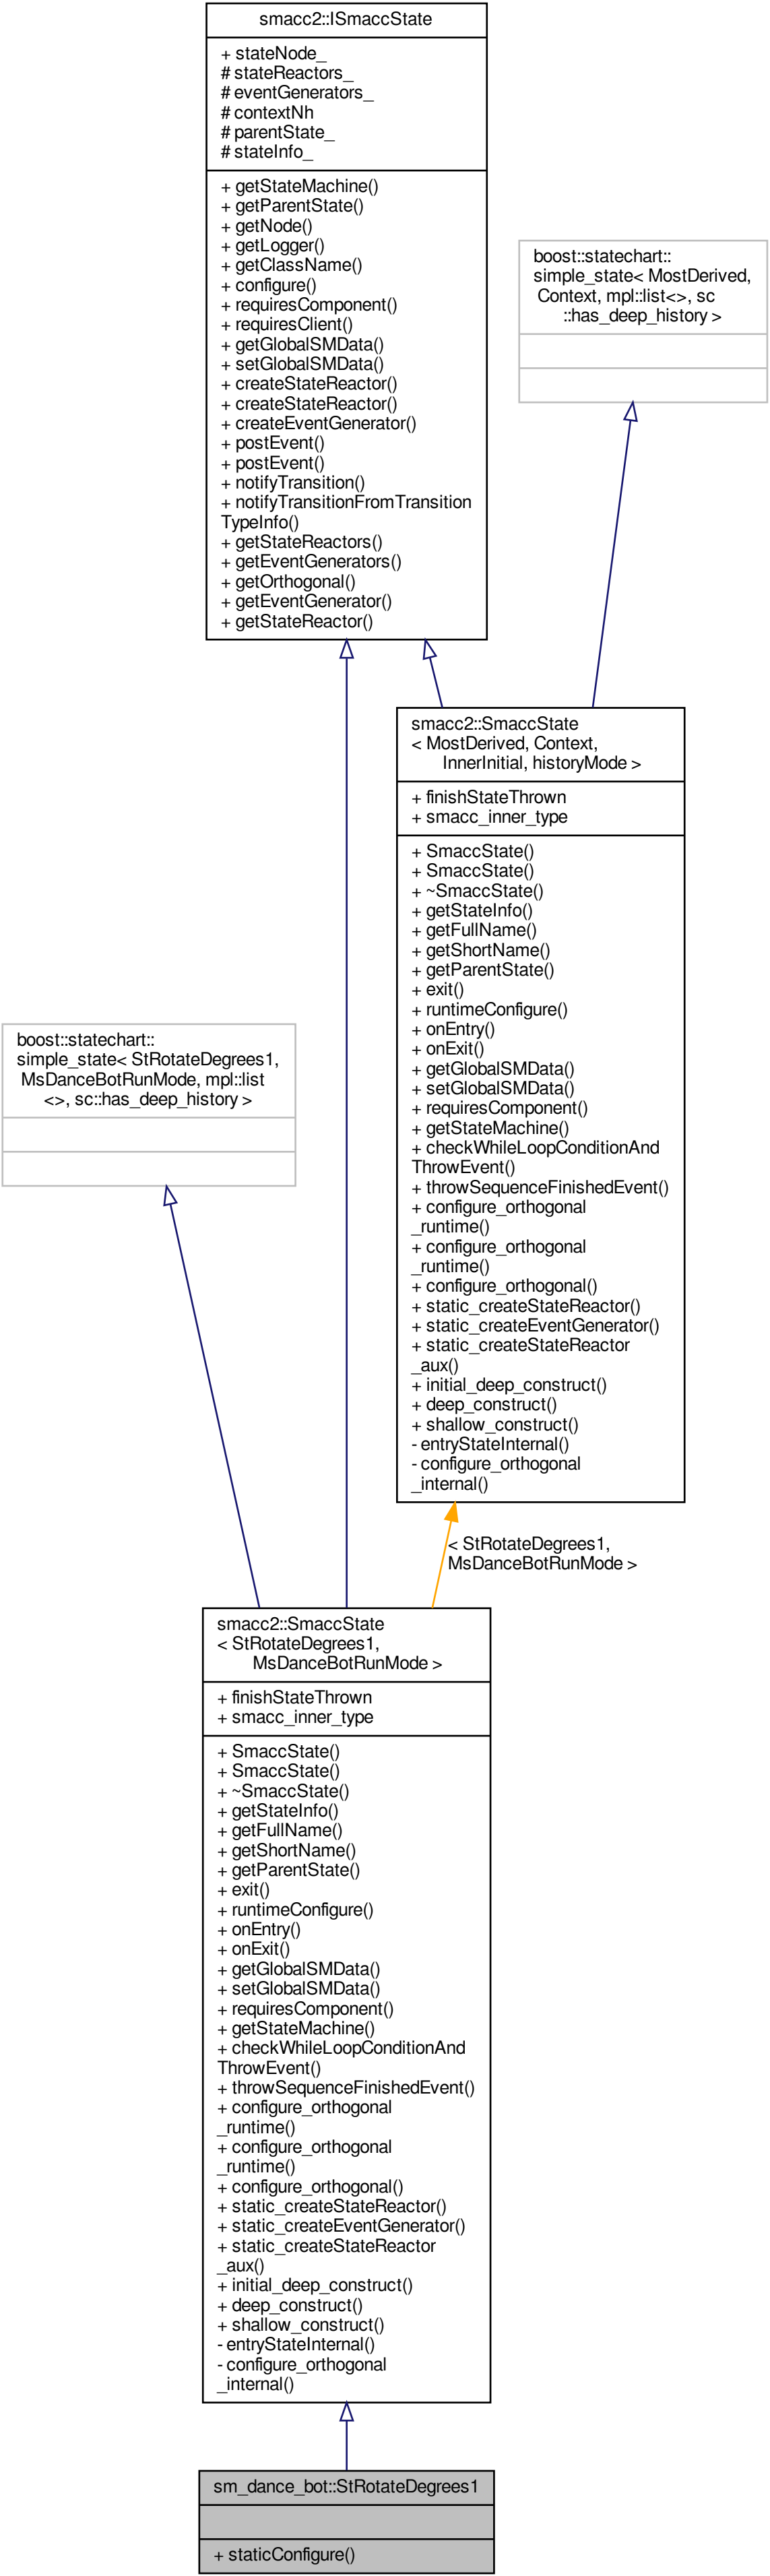 smacc2::ISmaccState
+ stateNode_
# stateReactors_
# eventGenerators_
# contextNh
# parentState_
# stateInfo_
+ getStateMachine()
+ getParentState()
+ getNode()
+ getLogger()
+ getClassName()
+ configure()
+ requiresComponent()
+ requiresClient()
+ getGlobalSMData()
+ setGlobalSMData()
+ createStateReactor()
+ createStateReactor()
+ createEventGenerator()
+ postEvent()
+ postEvent()
+ notifyTransition()
+ notifyTransitionFromTransition
TypeInfo()
+ getStateReactors()
+ getEventGenerators()
+ getOrthogonal()
+ getEventGenerator()
+ getStateReactor()
boost::statechart::
simple_state< MostDerived,
Context, mpl::list<>, sc
::has_deep_history >
smacc2::SmaccState
< MostDerived, Context,
InnerInitial, historyMode >
+ finishStateThrown
+ smacc_inner_type
+ SmaccState()
+ SmaccState()
+ ~SmaccState()
+ getStateInfo()
+ getFullName()
+ getShortName()
+ getParentState()
+ exit()
+ runtimeConfigure()
+ onEntry()
+ onExit()
+ getGlobalSMData()
+ setGlobalSMData()
+ requiresComponent()
+ getStateMachine()
+ checkWhileLoopConditionAnd
ThrowEvent()
+ throwSequenceFinishedEvent()
+ configure_orthogonal
_runtime()
+ configure_orthogonal
_runtime()
+ configure_orthogonal()
+ static_createStateReactor()
+ static_createEventGenerator()
+ static_createStateReactor
_aux()
+ initial_deep_construct()
+ deep_construct()
+ shallow_construct()
- entryStateInternal()
- configure_orthogonal
_internal()
boost::statechart::
simple_state< StRotateDegrees1,
MsDanceBotRunMode, mpl::list
<>, sc::has_deep_history >
< StRotateDegrees1,
MsDanceBotRunMode >
smacc2::SmaccState
< StRotateDegrees1,
MsDanceBotRunMode >
+ finishStateThrown
+ smacc_inner_type
+ SmaccState()
+ SmaccState()
+ ~SmaccState()
+ getStateInfo()
+ getFullName()
+ getShortName()
+ getParentState()
+ exit()
+ runtimeConfigure()
+ onEntry()
+ onExit()
+ getGlobalSMData()
+ setGlobalSMData()
+ requiresComponent()
+ getStateMachine()
+ checkWhileLoopConditionAnd
ThrowEvent()
+ throwSequenceFinishedEvent()
+ configure_orthogonal
_runtime()
+ configure_orthogonal
_runtime()
+ configure_orthogonal()
+ static_createStateReactor()
+ static_createEventGenerator()
+ static_createStateReactor
_aux()
+ initial_deep_construct()
+ deep_construct()
+ shallow_construct()
- entryStateInternal()
- configure_orthogonal
_internal()
sm_dance_bot::StRotateDegrees1
+ staticConfigure()